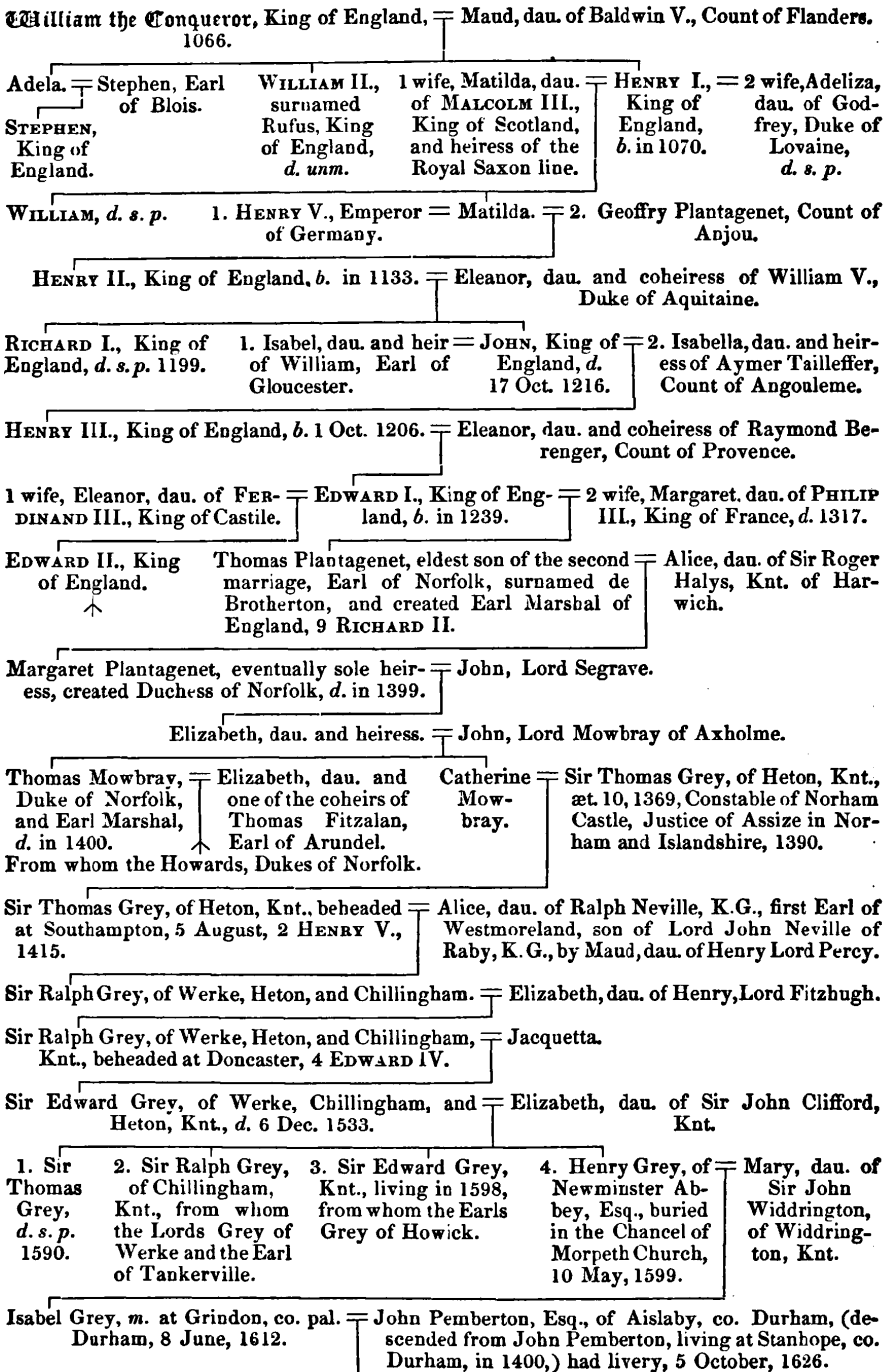 William the Conqueror, King of England, = Maud, dau. of Baldwin V., Count of Flanders.
1066.
Adela. = Stephen, Earl
of Blois.
STEPHEN,
King of
England.
WILLIAM II.,
surnamed
Rufus, King
of England,
d. unm.
1 wife, Matilda, dau.
of MALCOLM III.,
King of Scotland,
and heiress of the
Royal Saxon line.
= HENRY I., =
King of
England,
b. in 1070.
2 wife, Adeliza,
dau. of God-
frey, Duke of
Lovaine,
d. s. p.
WILLIAM, d. s. p.
1. HENRY V., Emperor = Matilda. = 2. Geoffry Plantagenet, Count of
of Germany.
Anjou.
HENRY II., King of England, b. in 1133. = Eleanor, dau. and coheiress of William V.,
Duke of Aquitaine.
RICHARD I., King of
England, d. s. p. 1199.
1. Isabel, dau. and heir
of William, Earl of
Gloucester.
= JOHN, King of =
England, d.
17 Oct. 1216.
2. Isabella, dau. and heir-
ess of Aymer Tailleffer,
Count of Angouleme.
HENRY III., King of England, b. 1 Oct. 1206. = Eleanor, dau. and coheiress of Raymond Be-
renger, Count of Provence.
1 wife, Eleanor, dau. of FER-
DINAND III., King of Castile.
= EDWARD I., King of Eng- =
land, b. in 1239.
2 wife, Margaret. dau. of PHILIP
III., King of France, d. 1317.
EDWARD II., King
of England.
Thomas Plantagenet, eldest son of the second =
marriage, Earl of Norfolk, surnamed de
Brotherton, and created Earl Marshal of
England, 9 RICHARD II.
Alice, dau. of Sir Roger
Halys, Knt. of Har-
wich.
Margaret Plantagenet, eventually sole heir- = John, Lord Segrave.
ess, created Duchess of Norfolk, d. in 1399.
Elizabeth, dau. and heiress. = John, Lord Mowbray of Axholme.
Thomas Mowbray, =
Duke of Norfolk,
and Earl Marshal,
d. in 1400.
Elizabeth, dau. and
one of the coheirs of
Thomas Fitzalan,
Earl of Arundel.
From whom the Howards, Dukes of Norfolk.
Catherine =
Mow-
bray.
Sir Thomas Grey, of Heton, Knt.,
æt. 10, 1369, Constable of Norham
Castle, Justice of Assize in Nor-
ham and Islandshire, 1390.
Sir Thomas Grey, of Heton, Knt., beheaded =
at Southampton, 5 August, 2 HENRY V.,
1415.
Alice, dau. of Ralph Neville, K.G., first Earl of
Westmoreland, son of Lord John Neville of
Raby, K.G., by Maud, dau. of Henry Lord Percy.
Sir Ralph Grey, of Werke, Heton, and Chillingham. = Elizabeth, dau. of Henry, Lord Fitzhugh.
Sir Ralph Grey, of Werke, Heton, and Chillingham, = Jacquetta.
Knt., beheaded at Doncaster, 4 EDWARD IV.
Sir Edward Grey, of Werke, Chillingham, and = Elizabeth, dau. of Sir John Clifford,
Heton, Knt., d. 6 Dec. 1533.
Knt.
1. Sir
Thomas
Grey,
d. s. p.
1590.
2. Sir Ralph Grey,
of Chillingham,
Knt., from whom
the Lords Grey of
Werke and the Earl
of Tankerville.
3. Sir Edward Grey,
Knt., living in 1598,
from whom the Earls
Grey of Howick.
4. Henry Grey, of =
Newminster Ab-
bey, Esq., buried
in the Chancel of
Morpeth Church,
10 May, 1599.
Mary, dau. of
Sir John
Widdrington,
of Widdring-
ton, Knt.
Isabel Grey, m. at Grindon, co. pal. =
Durham, 8 June, 1612.
John Pemberton, Esq., of Aislaby, co. Durham, (de-
scended from John Pemberton, living at Stanhope, co.
Durham, in 1400,) had livery, 5 October, 1626.